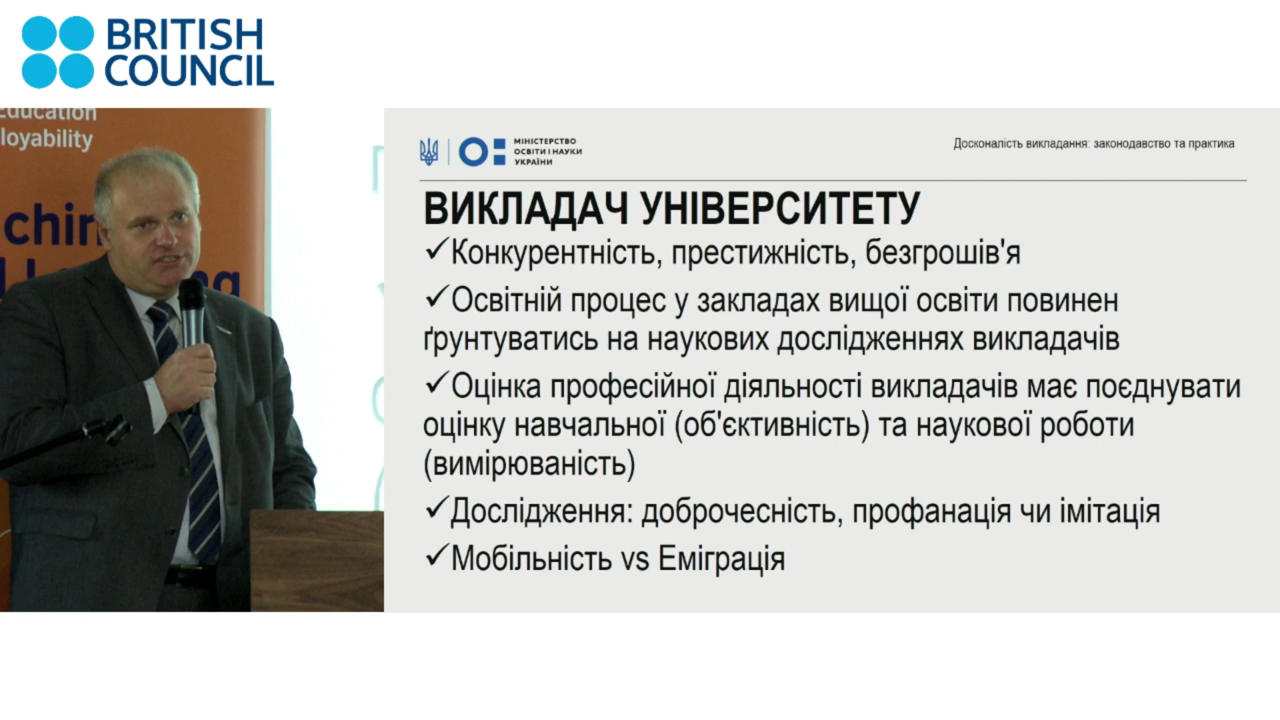 BRITISH
COUNCIL
Education
loyability
chin
МІНІСТЕРСТВО
ОСВІТИ І НАУКИ
УКРАЇНИ
Досконалість викладання: законодавство та практика
ВИКЛАДАЧ УНІВЕРСИТЕТУ
✓Конкурентність, престижність, безгрошів'я
✓Освітній процес у закладах вищої освіти повинен
ґрунтуватись на наукових дослідженнях викладачів
✓Оцінка професійної діяльності викладачів має поєднувати
оцінку навчальної (об'єктивність) та наукової роботи
(вимірюваність)
✓Дослідження: доброчесність, профанація чи імітація
✓Мобільність vs Еміграція